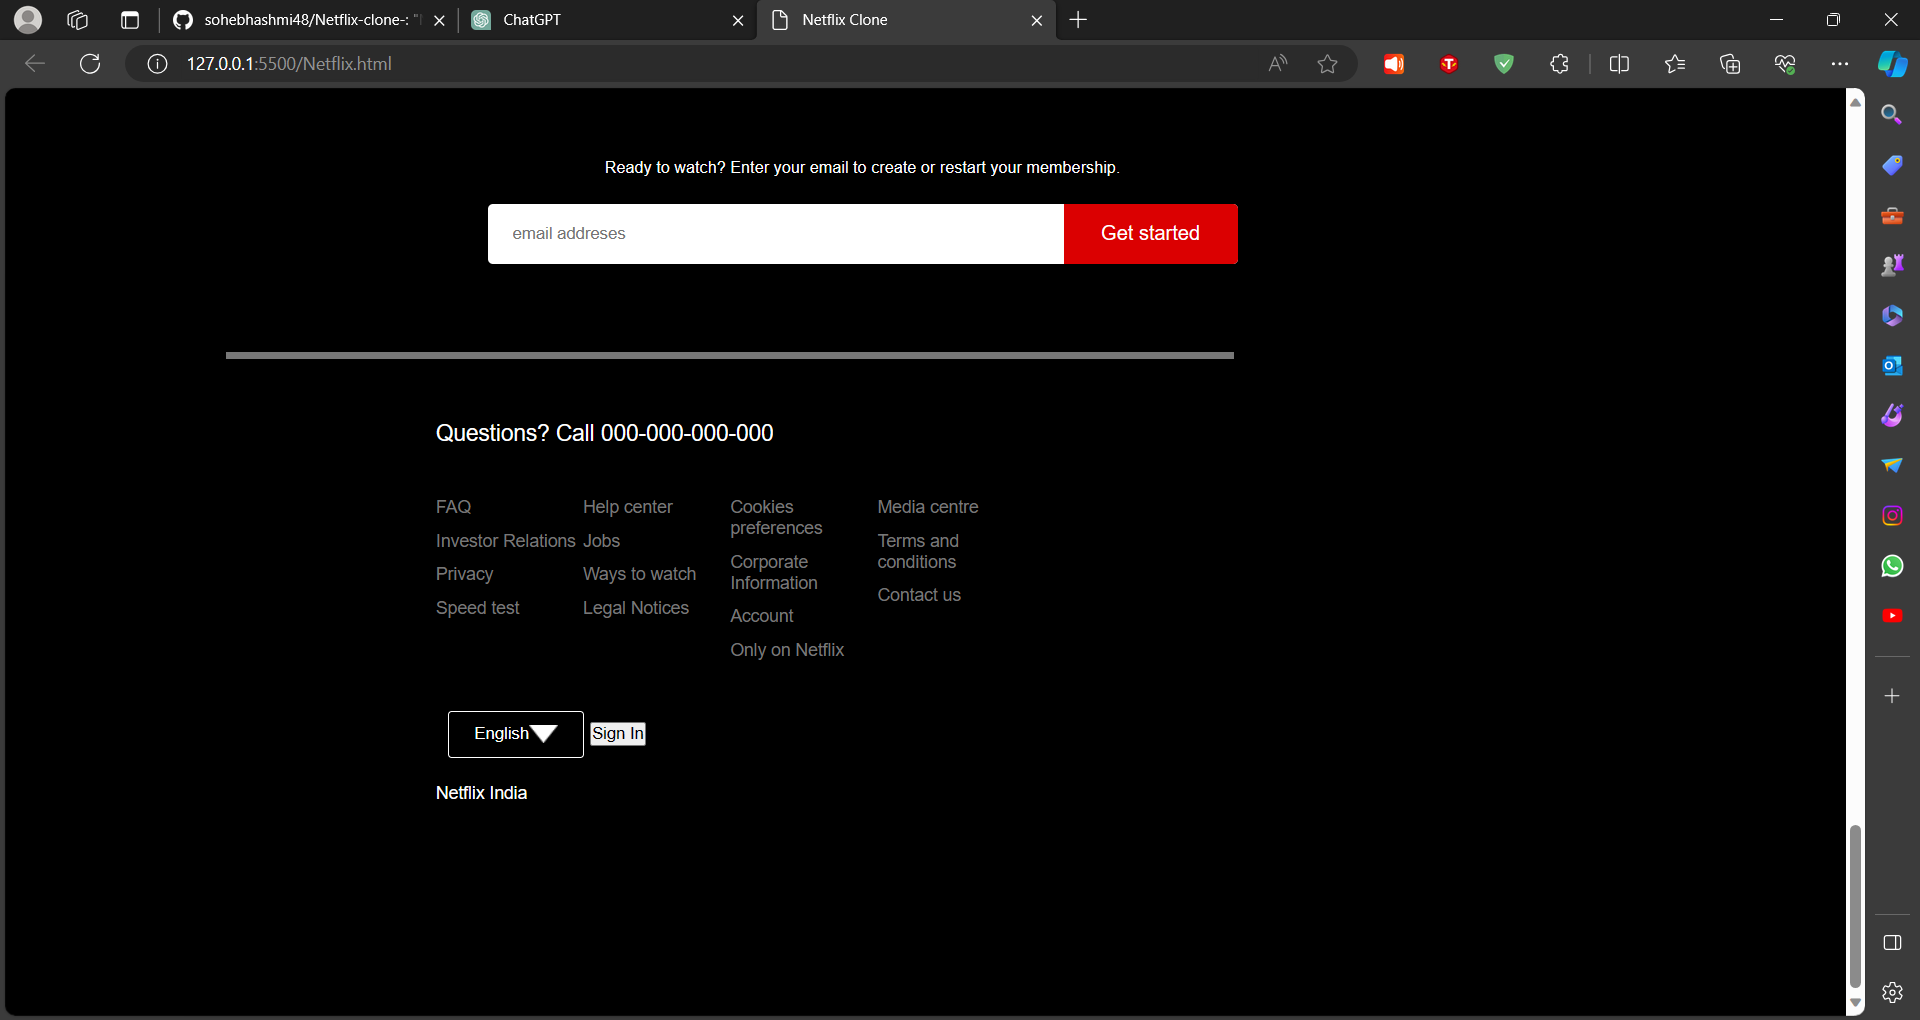 sohebhashmi48/Netflix-clone-: "
ChatGPT
Netflix Clone
127.0.0.1:5500/Netflix.html
Ready to watch? Enter your email to create or restart your membership.
email addreses
Get started
Questions? Call 000-000-000-000
FAQ
Investor Relations
Privacy
Speed test
Help center
Jobs
Ways to watch
Legal Notices
Cookies
preferences
Corporate
Information
Account
Only on Netflix
Media centre
Terms and
conditions
Contact us
English
Sign In
Netflix India